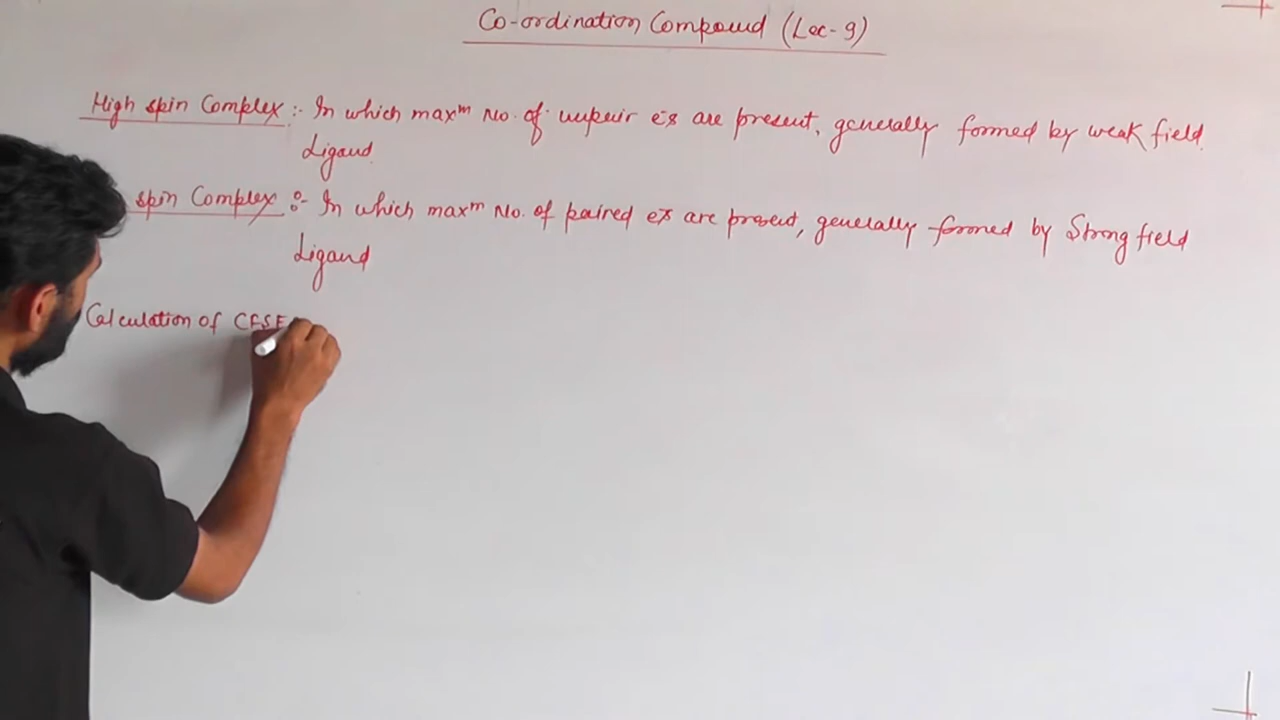 Co-ordination Compound (Lec-9)
High spin Complex :- In which maxᵐ No. of unpair e⁻s are present, generally formed by weak field
Ligand
spin Complex :- In which maxᵐ No. of paired e⁻s are present, generally formed by Strong field
Ligand
Calculation of CFSE